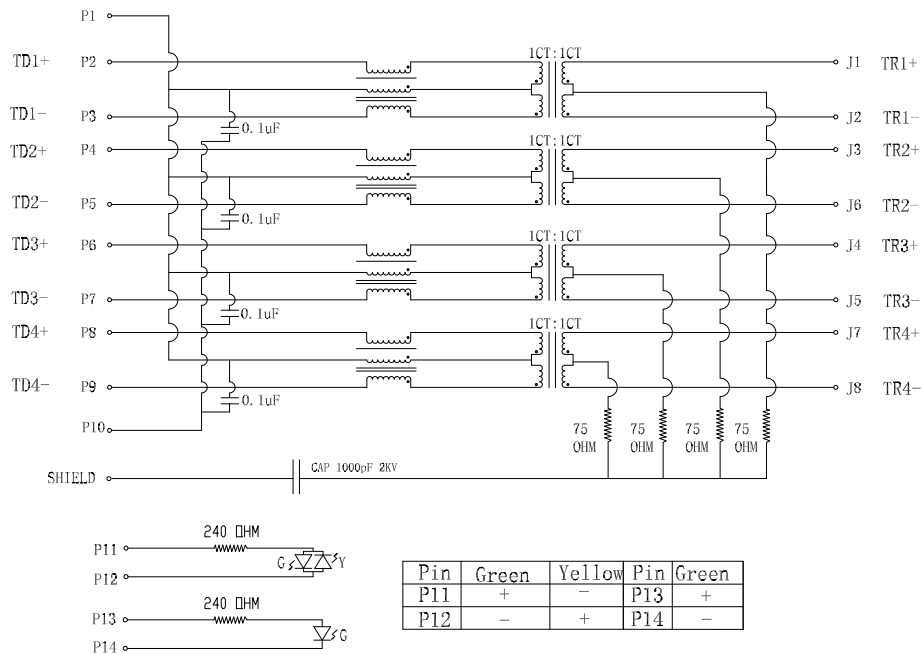 P1
1CT:1CT
TD1+ P2 J1 TR1+
TD1- P3 J2 TR1-
0.1uF
1CT:1CT
TD2+ P4 J3 TR2+
TD2- P5 J6 TR2-
0.1uF
1CT:1CT
TD3+ P6 J4 TR3+
TD3- P7 J5 TR3-
0.1uF
1CT:1CT
TD4+ P8 J7 TR4+
TD4- P9 J8 TR4-
0.1uF
P10
75 OHM
75 OHM
75 OHM
75 OHM
SHIELD
CAP 1000pF 2KV
240 OHM
P11
G Y
P12
240 OHM
P13
G
P14
Pin Green Yellow Pin Green
P11 + - P13 +
P12 - + P14 -